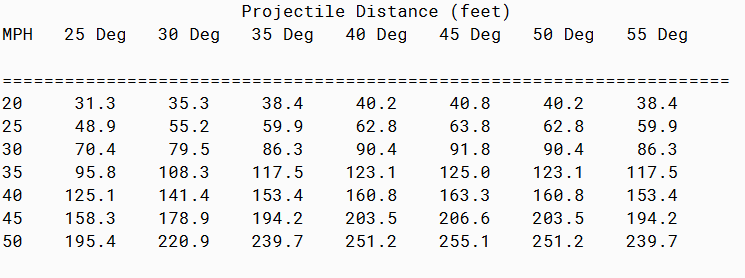 Projectile Distance (feet)
MPH 25 Deg 30 Deg 35 Deg 40 Deg 45 Deg 50 Deg 55 Deg
======================================================================
20 31.3 35.3 38.4 40.2 40.8 40.2 38.4
25 48.9 55.2 59.9 62.8 63.8 62.8 59.9
30 70.4 79.5 86.3 90.4 91.8 90.4 86.3
35 95.8 108.3 117.5 123.1 125.0 123.1 117.5
40 125.1 141.4 153.4 160.8 163.3 160.8 153.4
45 158.3 178.9 194.2 203.5 206.6 203.5 194.2
50 195.4 220.9 239.7 251.2 255.1 251.2 239.7